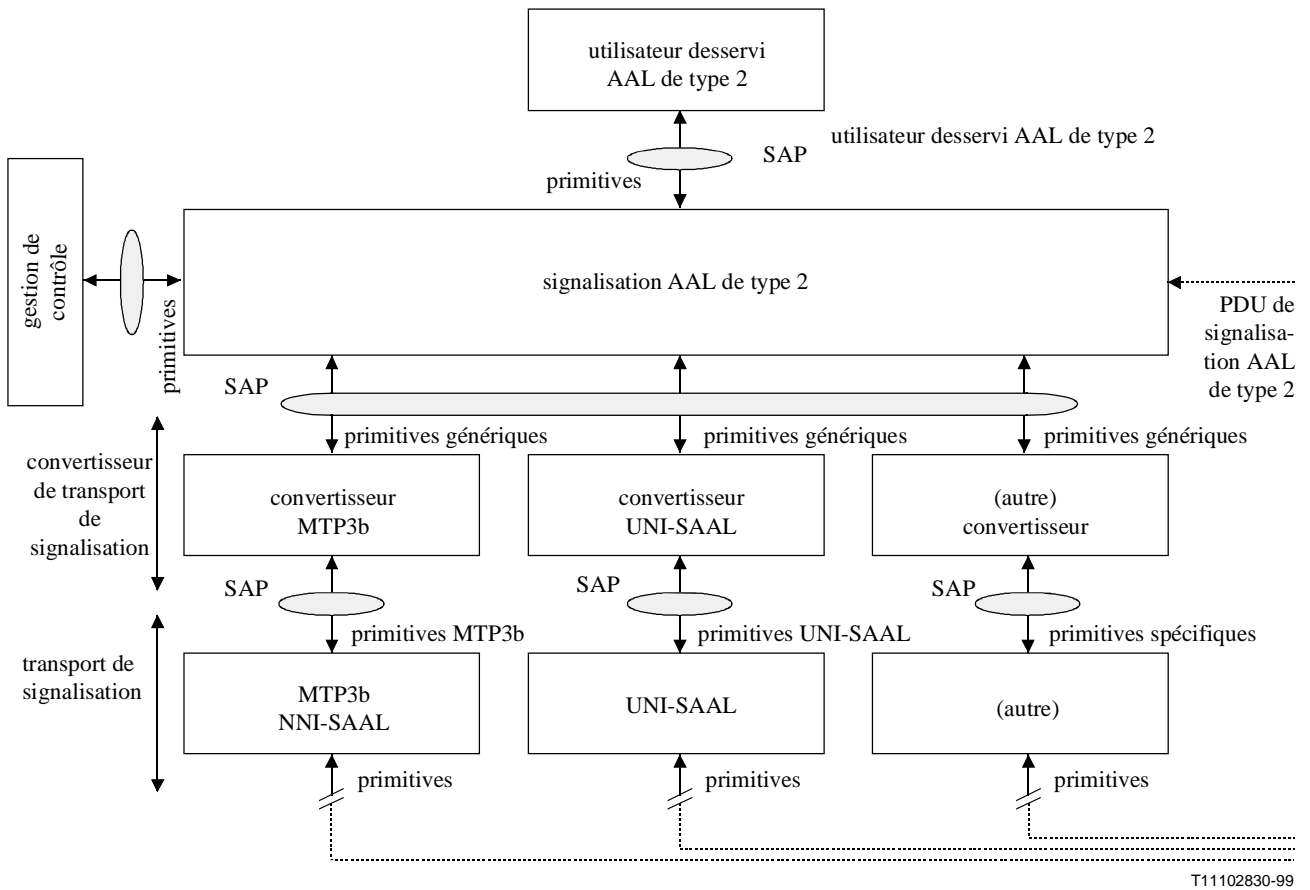 utilisateur desservi
AAL de type 2
utilisateur desservi AAL de type 2
SAP
primitives
gestion de
contrôle
primitives
signalisation AAL de type 2
PDU de
signalisa-
tion AAL
de type 2
SAP
primitives génériques
primitives génériques
primitives génériques
convertisseur
de transport
de
signalisation
convertisseur
MTP3b
convertisseur
UNI-SAAL
(autre)
convertisseur
SAP
SAP
SAP
primitives MTP3b
primitives UNI-SAAL
primitives spécifiques
transport de
signalisation
MTP3b
NNI-SAAL
UNI-SAAL
(autre)
primitives
primitives
primitives
T11102830-99